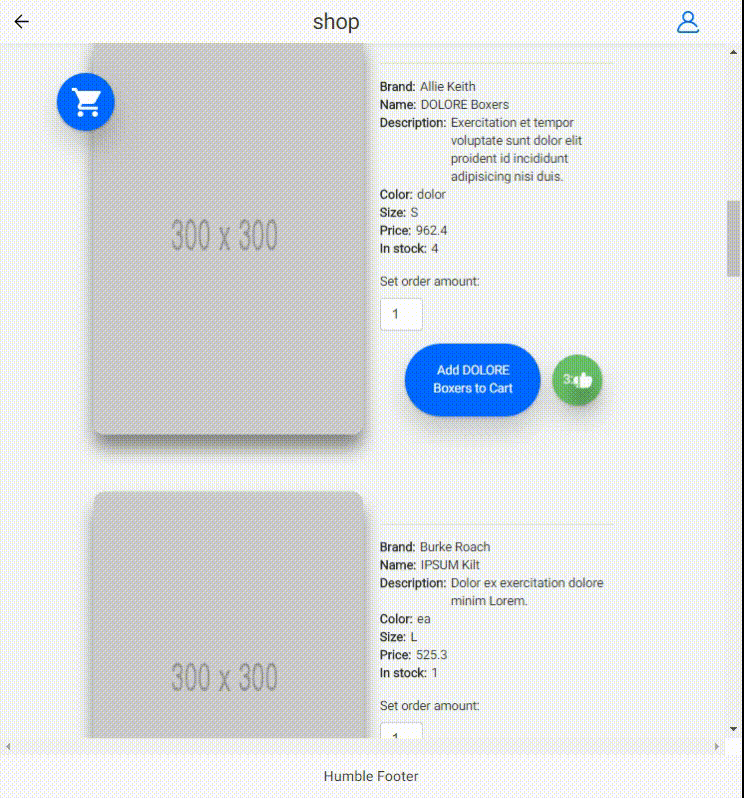 shop
300 x 300
Brand: Allie Keith
Name: DOLORE Boxers
Description: Exercitation et tempor
voluptate sunt dolor elit
proident id incididunt
adipisicing nisi duis.
Color: dolor
Size: S
Price: 962.4
In stock: 4
Set order amount:
1
Add DOLORE
Boxers to Cart
300 x 300
Brand: Burke Roach
Name: IPSUM Kilt
Description: Dolor ex exercitation dolore
minim Lorem.
Color: ea
Size: L
Price: 525.3
In stock: 1
Set order amount:
1
Humble Footer